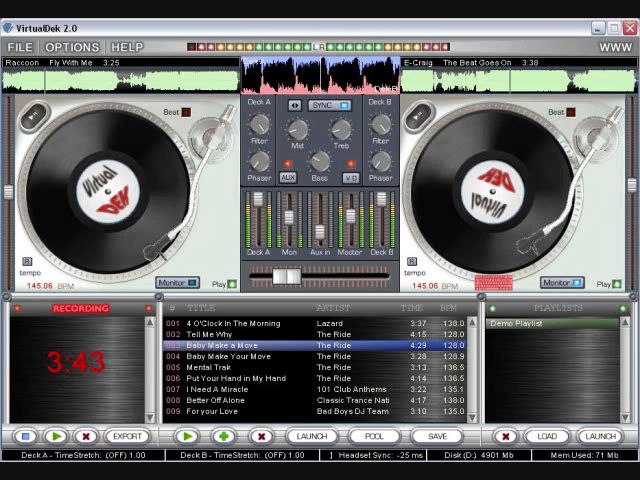 VirtualDek 2.0
FILE OPTIONS HELP
L R
WWW
Raccoon Fly With Me 3:25
E-Craig The Beat Goes On 3:38
Deck A SYNC Deck B
Beat
Beat
Filter Mid Treb Filter
Phaser Bass Phaser
AUX
Virtual
DEK
Virtual
DEK
Deck A Mon Aux in Master Deck B
R
tempo
145.06 BPM
Monitor Play
R
tempo
145.06 BPM
Monitor Play
RECORDING
3:43
EXPORT
# TITLE ARTIST TIME BPM
001 4 O'Clock In The Morning Lazard 3:37 138.0
002 Tell Me Why The Ride 4:15 128.0
003 Baby Make a Move The Ride 4:29 128.0
004 Baby Make Your Move The Ride 3:28 128.9
005 Mental Trak The Ride 3:13 136.5
006 Put Your Hand in My Hand The Ride 4:14 136.5
007 I Need A Miracle 101 Club Anthems 3:22 135.1
008 Better Off Alone Classic Trance Nati 4:17 138.0
009 For your Love Bad Boys DJ Team 3:10 135.0
LAUNCH POOL SAVE
PLAYLISTS
Demo Playlist
LOAD LAUNCH
Deck A - TimeStretch: (OFF) 1.00 Deck B - TimeStretch: (OFF) 1.00 Headset Sync: -25 ms Disk (D:) 4901 Mb Mem Used: 71 Mb